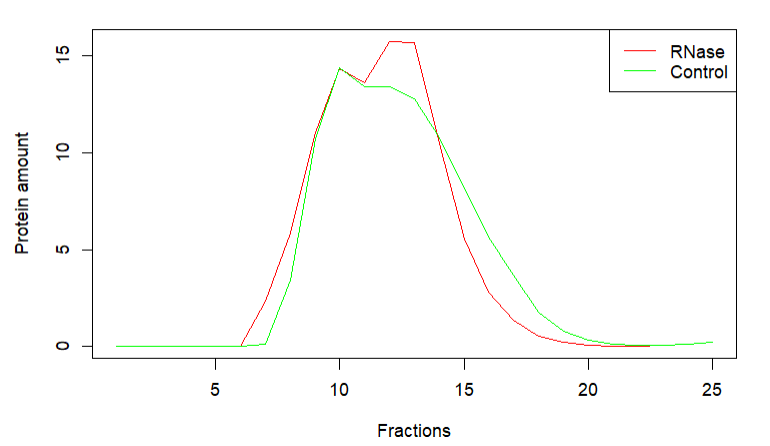 RNase
Control
15
10
5
0
Protein amount
5 10 15 20 25
Fractions